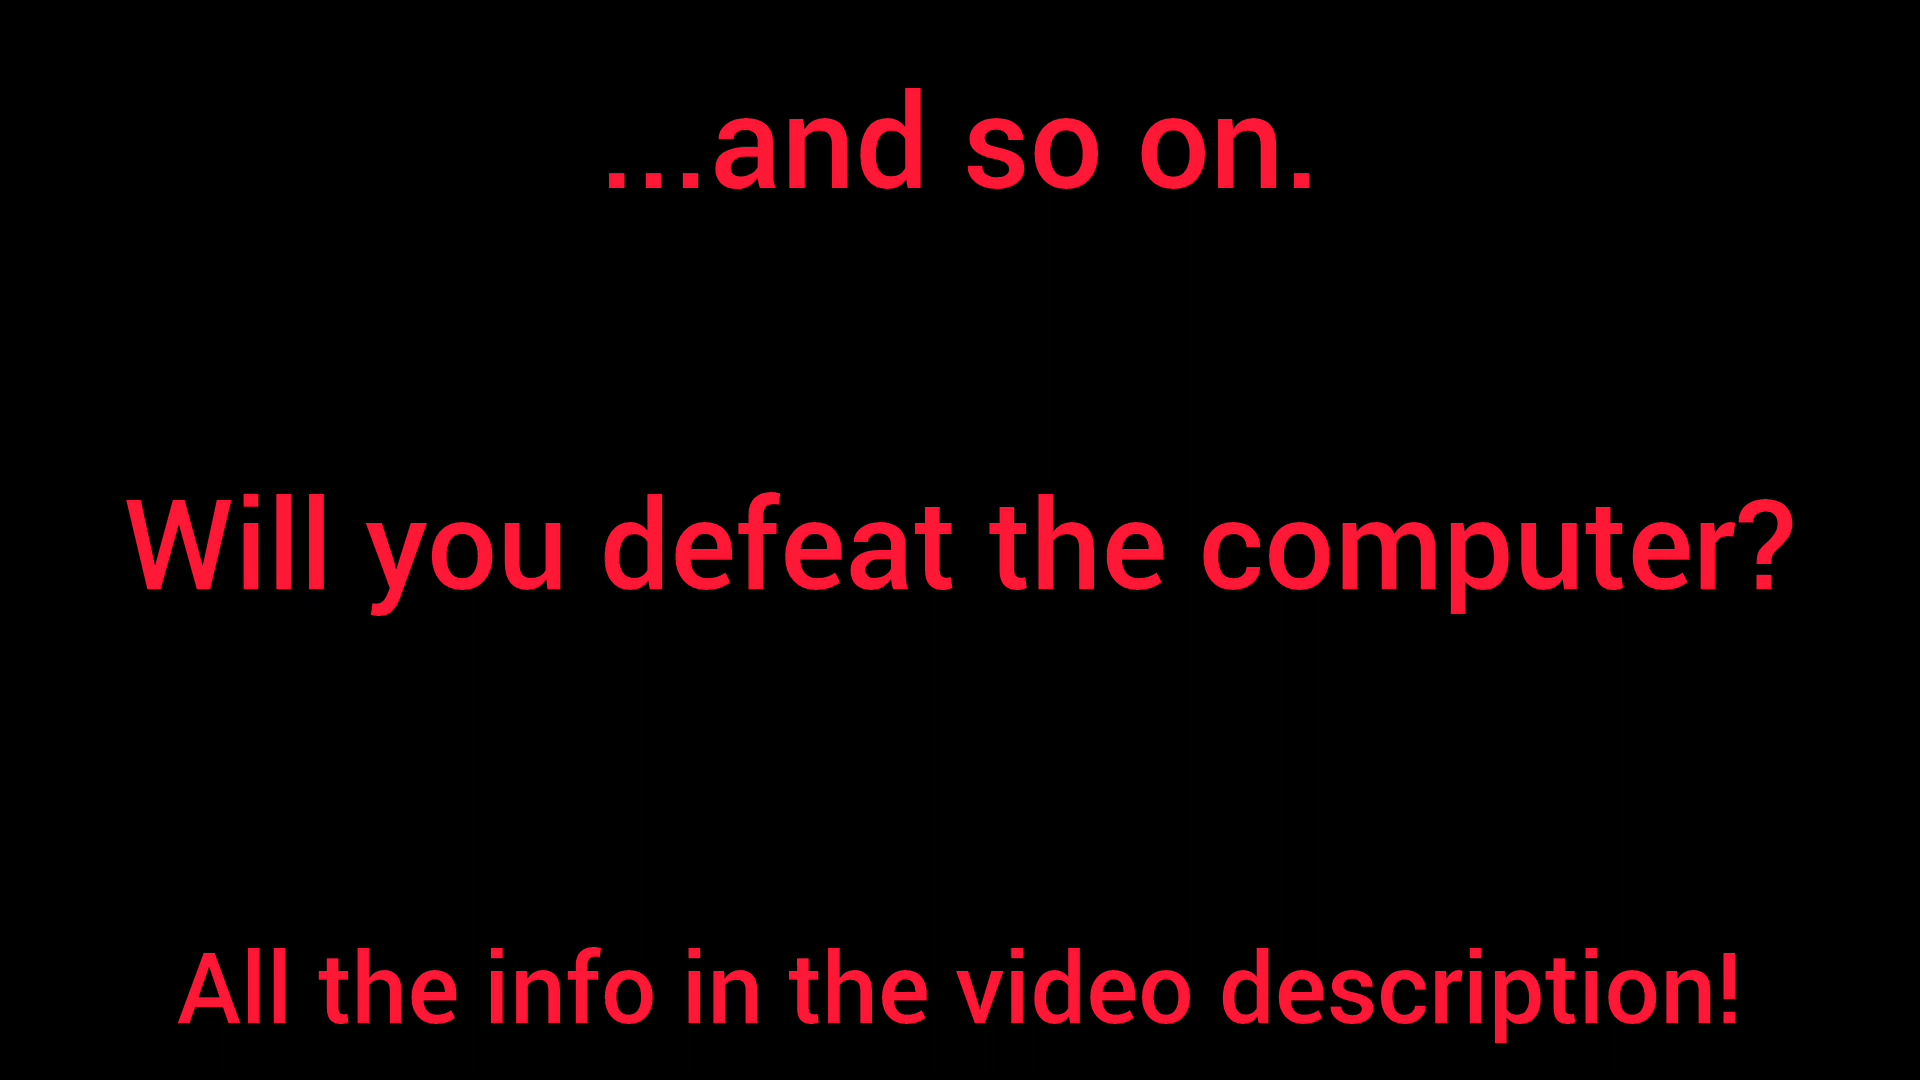 ...and so on.
Will you defeat the computer?
All the info in the video description!